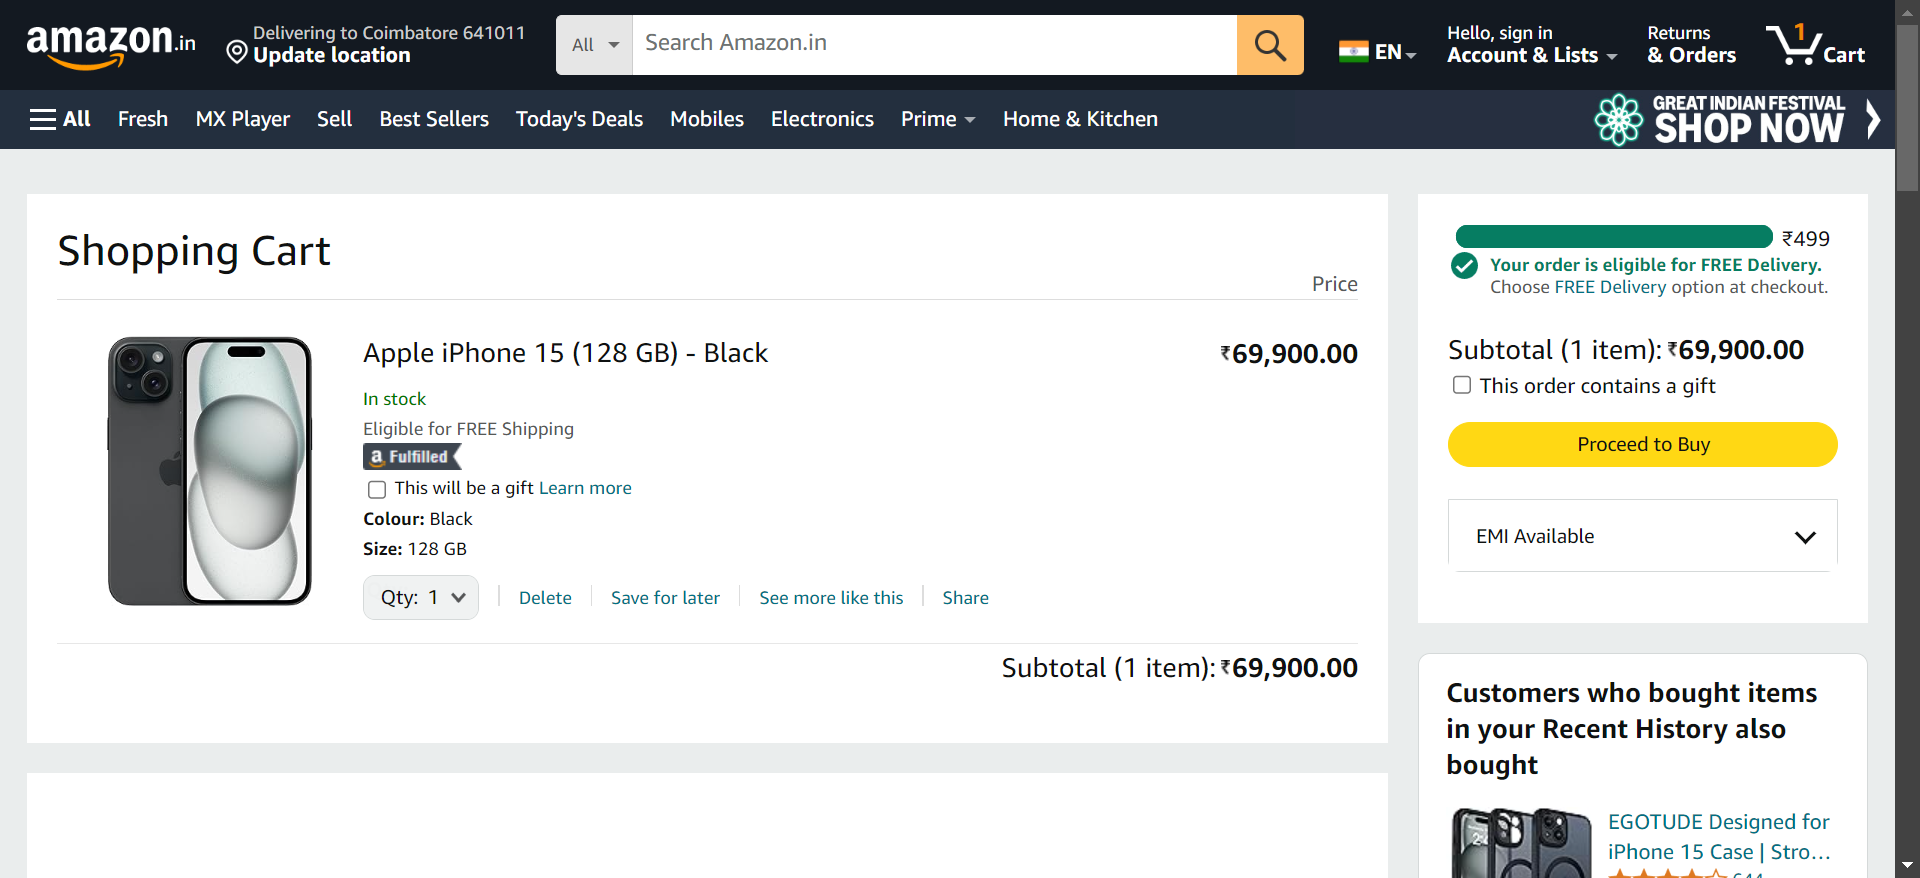 amazon.in
Delivering to Coimbatore 641011
Update location
All
Search Amazon.in
EN
Hello, sign in
Account & Lists
Returns
& Orders
1
Cart
All
Fresh
MX Player
Sell
Best Sellers
Today's Deals
Mobiles
Electronics
Prime
Home & Kitchen
GREAT INDIAN FESTIVAL
SHOP NOW
Shopping Cart
Price
Apple iPhone 15 (128 GB) - Black
₹69,900.00
In stock
Eligible for FREE Shipping
a Fulfilled
This will be a gift Learn more
Colour: Black
Size: 128 GB
Qty: 1
Delete
Save for later
See more like this
Share
Subtotal (1 item): ₹69,900.00
₹499
Your order is eligible for FREE Delivery.
Choose FREE Delivery option at checkout.
Subtotal (1 item): ₹69,900.00
This order contains a gift
Proceed to Buy
EMI Available
Customers who bought items
in your Recent History also
bought
EGOTUDE Designed for
iPhone 15 Case | Stro...